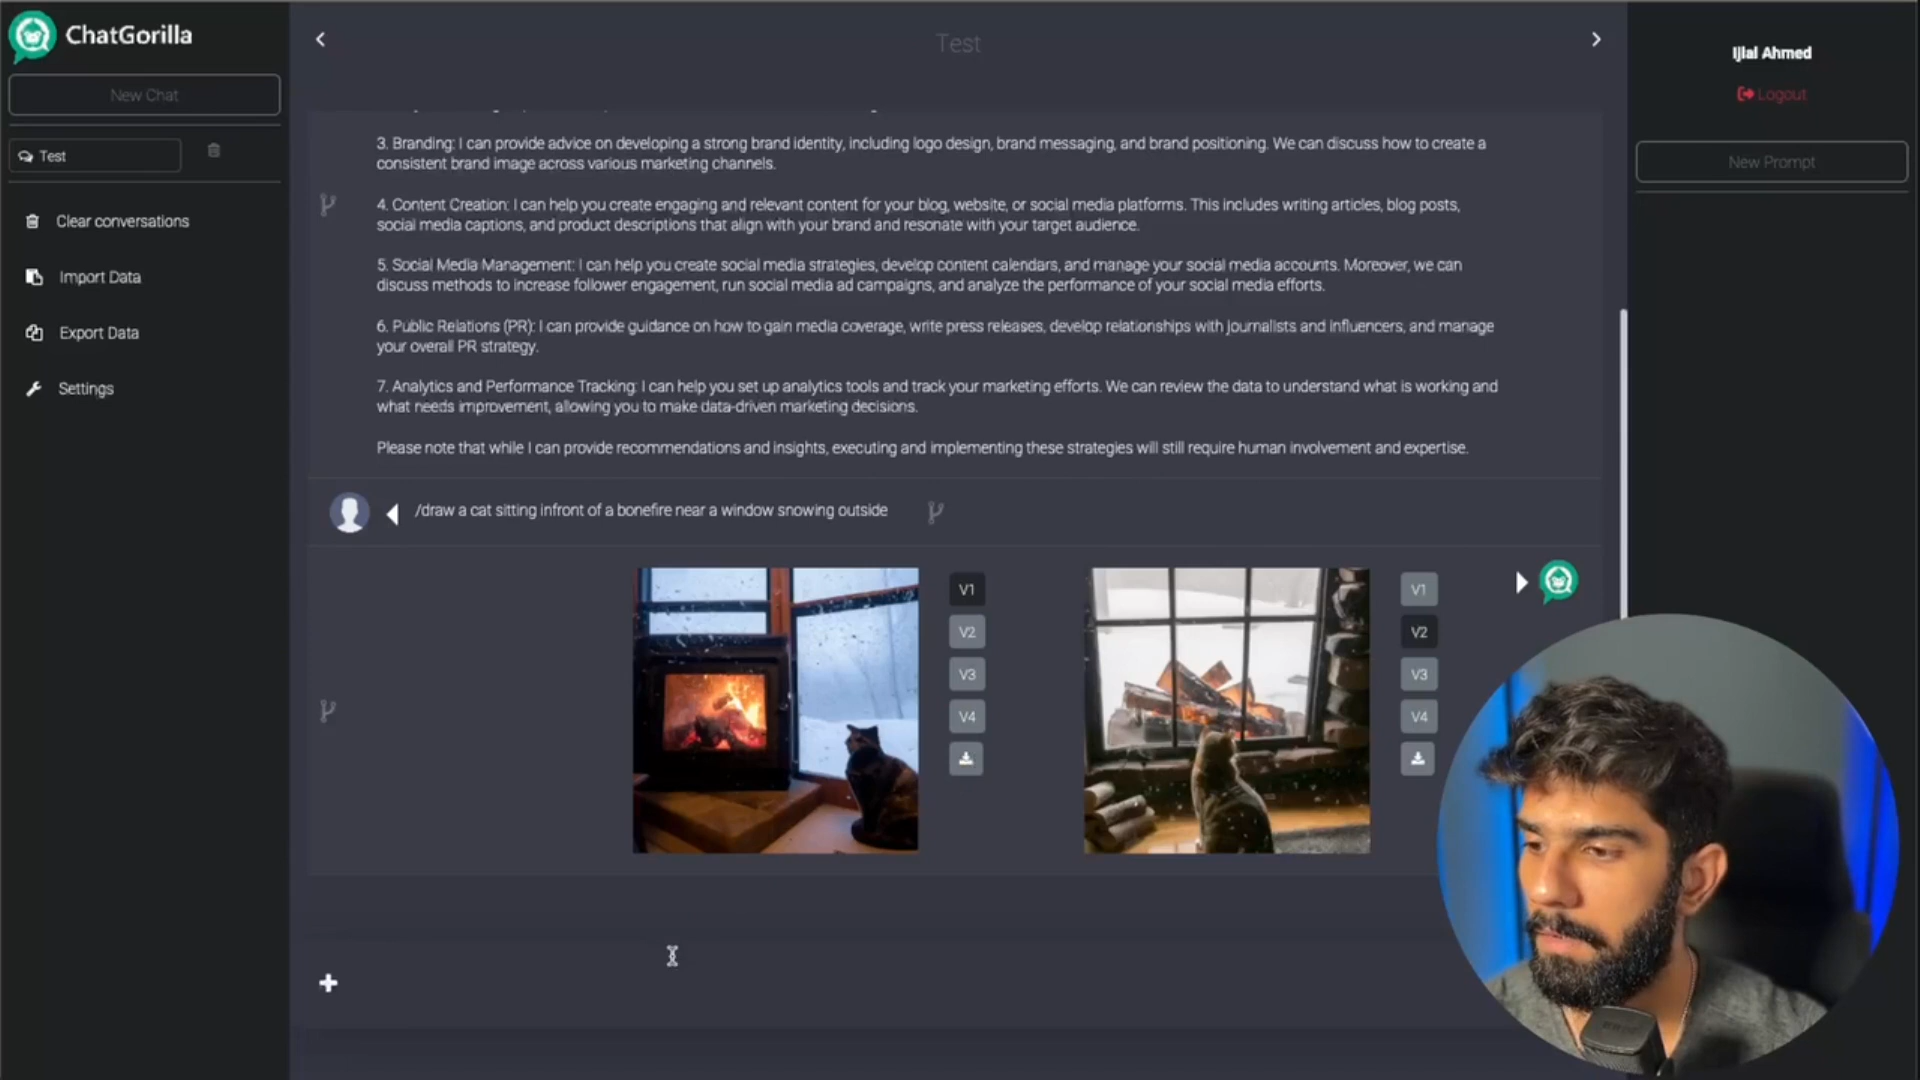 ChatGorilla
New Chat
Test
Clear conversations
Import Data
Export Data
Settings
Test
3. Branding: I can provide advice on developing a strong brand identity, including logo design, brand messaging, and brand positioning. We can discuss how to create a
consistent brand image across various marketing channels.
4. Content Creation: I can help you create engaging and relevant content for your blog, website, or social media platforms. This includes writing articles, blog posts,
social media captions, and product descriptions that align with your brand and resonate with your target audience.
5. Social Media Management: I can help you create social media strategies, develop content calendars, and manage your social media accounts. Moreover, we can
discuss methods to increase follower engagement, run social media ad campaigns, and analyze the performance of your social media efforts.
6. Public Relations (PR): I can provide guidance on how to gain media coverage, write press releases, develop relationships with journalists and influencers, and manage
your overall PR strategy.
7. Analytics and Performance Tracking: I can help you set up analytics tools and track your marketing efforts. We can review the data to understand what is working and
what needs improvement, allowing you to make data-driven marketing decisions.
Please note that while I can provide recommendations and insights, executing and implementing these strategies will still require human involvement and expertise.
/draw a cat sitting infront of a bonefire near a window snowing outside
V1
V2
V3
V4
V1
V2
V3
V4
Ijlal Ahmed
Logout
New Prompt